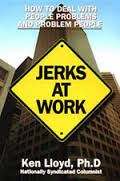 HOW TO DEAL WITH
PEOPLE PROBLEMS
AND PROBLEM PEOPLE
JERKS
AT WORK
Ken Lloyd, Ph.D
Nationally Syndicated Columnist